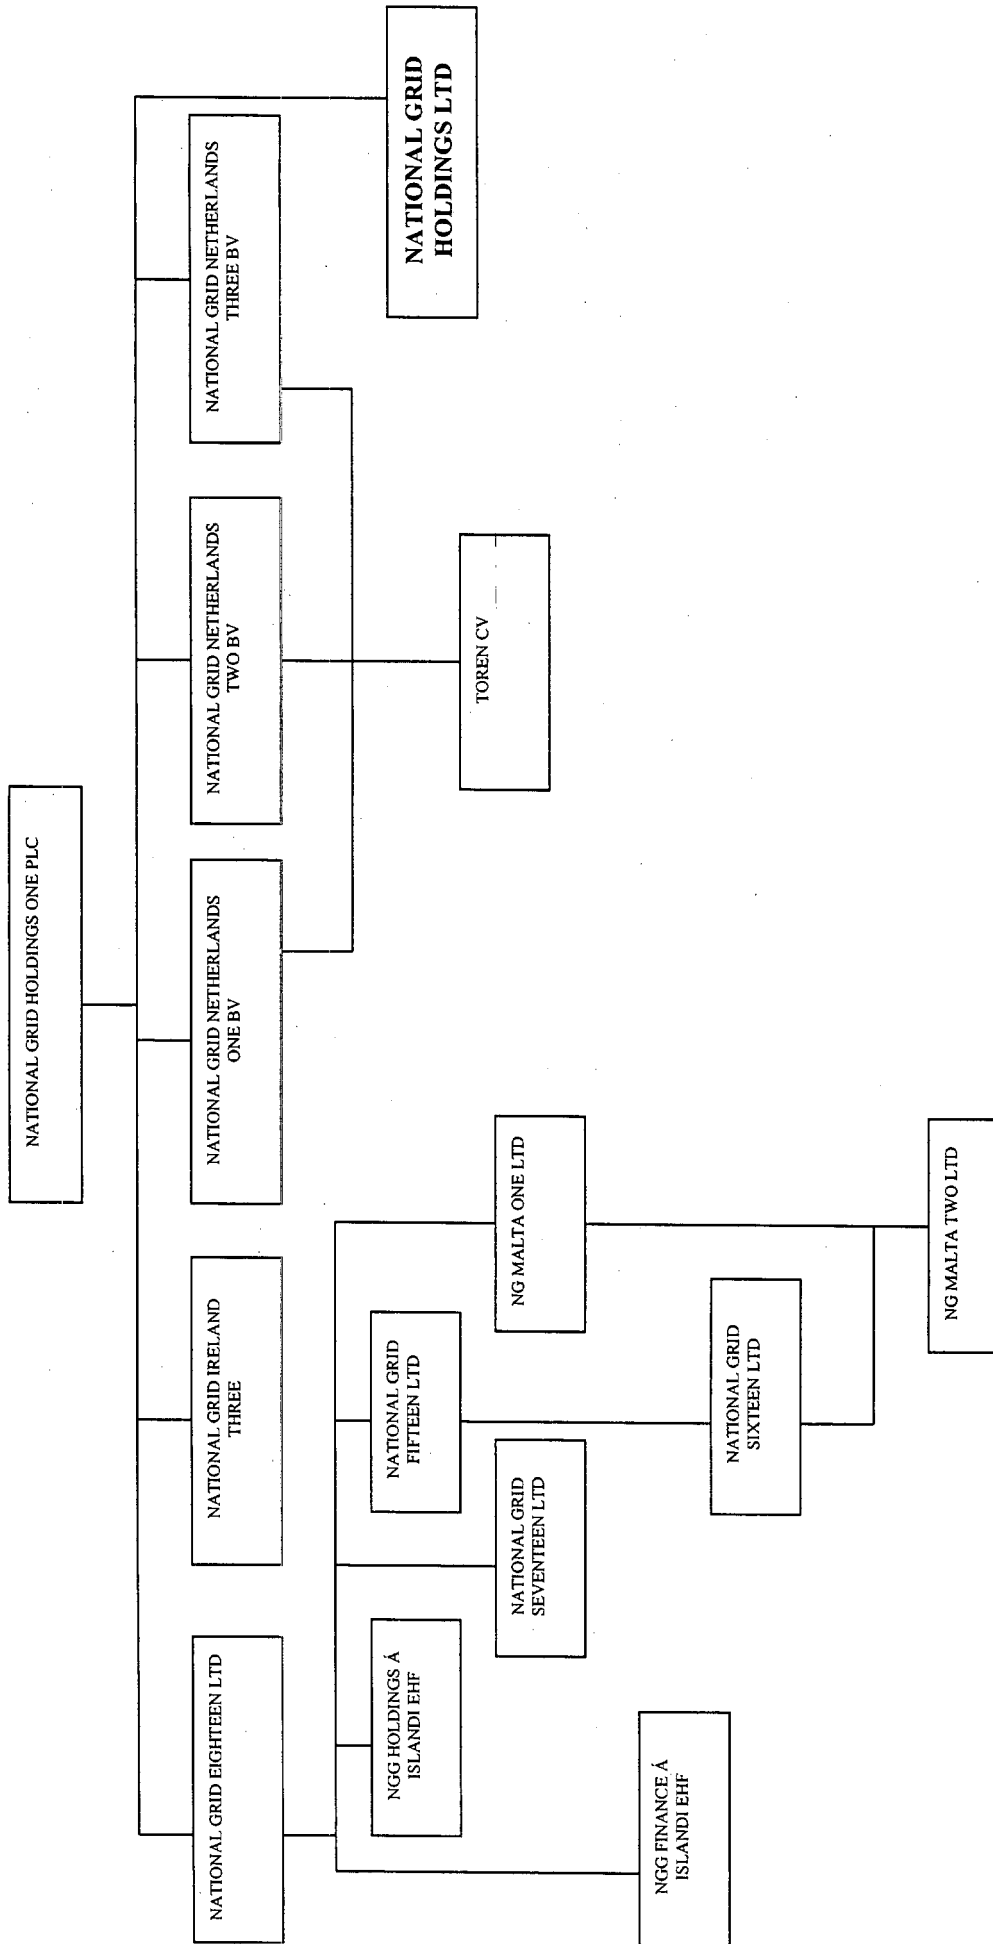 NATIONAL GRID HOLDINGS ONE PLC
NATIONAL GRID EIGHTEEN LTD
NATIONAL GRID IRELAND
THREE
NATIONAL GRID NETHERLANDS
ONE BV
NATIONAL GRID NETHERLANDS
TWO BV
NATIONAL GRID NETHERLANDS
THREE BV
NATIONAL GRID
HOLDINGS LTD
NGG HOLDINGS Á
ISLANDI EHF
NATIONAL GRID
FIFTEEN LTD
NATIONAL GRID
SEVENTEEN LTD
NG MALTA ONE LTD
TOREN CV
NGG FINANCE Á
ISLANDI EHF
NATIONAL GRID
SIXTEEN LTD
NG MALTA TWO LTD